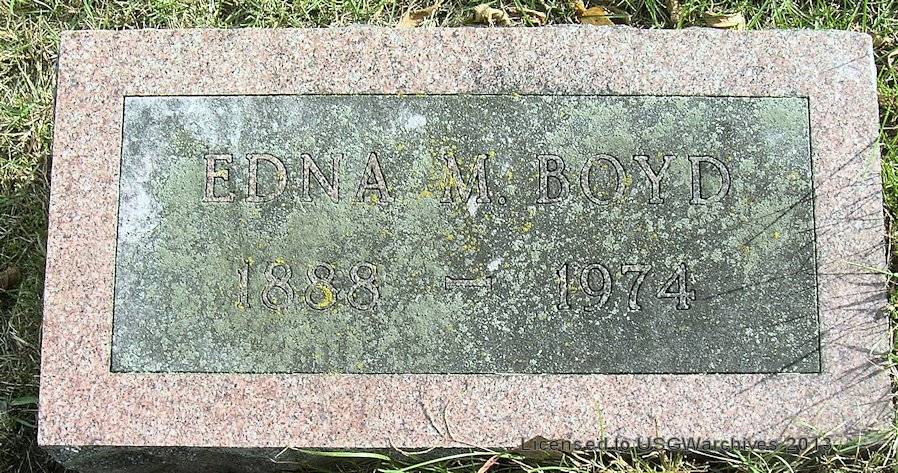 EDNA M. BOYD
1888 – 1974
Licensed to USGWarchives 2013